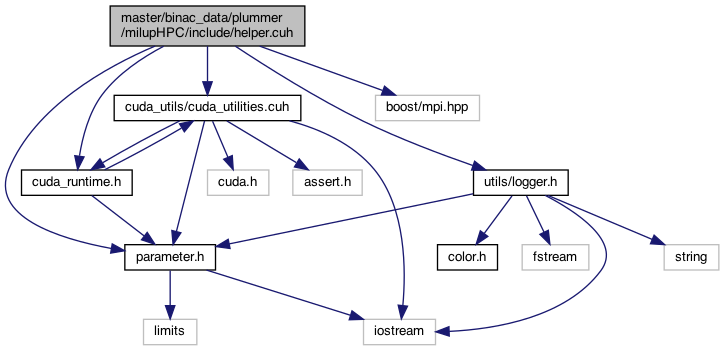 master/binac_data/plummer
/milupHPC/include/helper.cuh
cuda_utils/cuda_utilities.cuh
boost/mpi.hpp
cuda_runtime.h
cuda.h
assert.h
utils/logger.h
parameter.h
color.h
fstream
string
limits
iostream